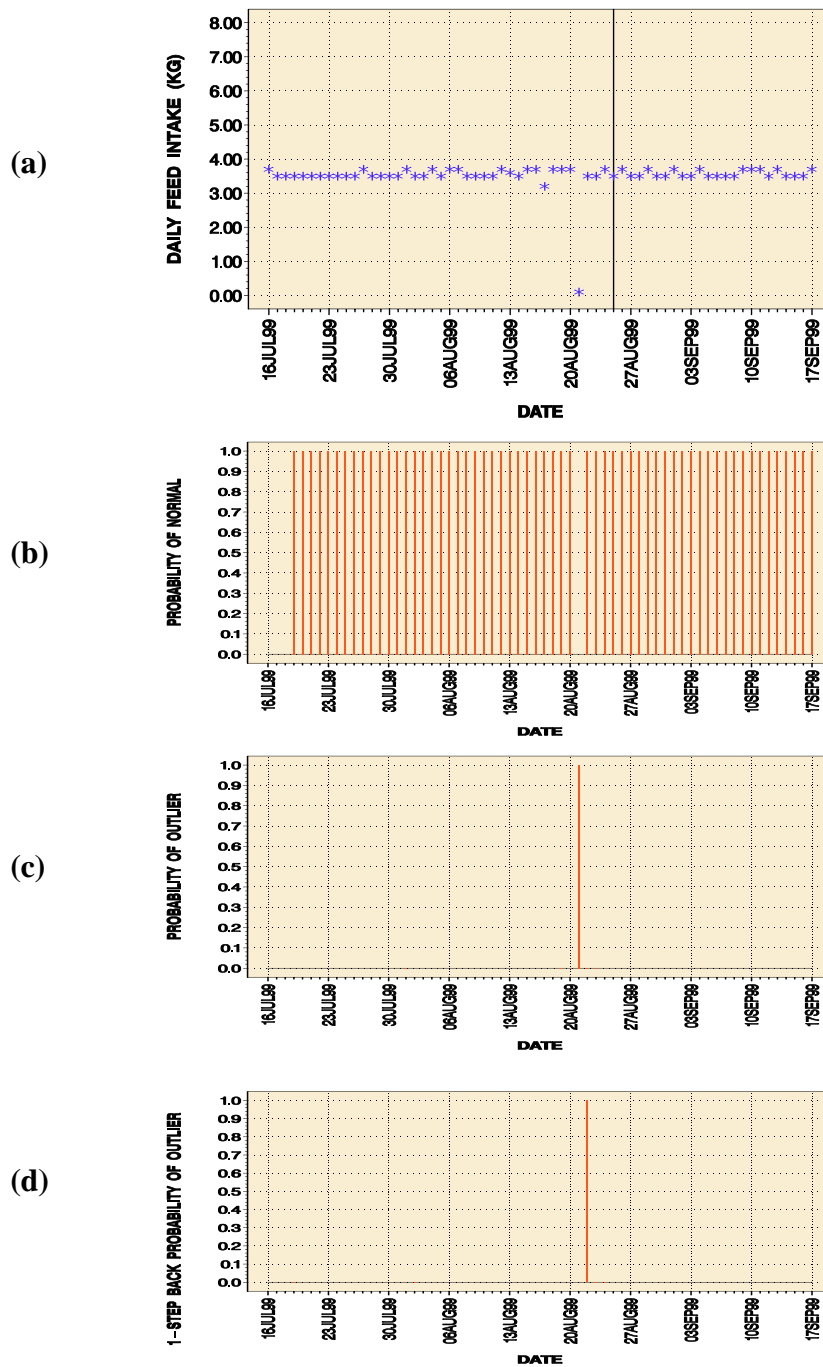 (a)
DAILY FEED INTAKE (KG)
8.00
7.00
6.00
5.00
4.00
3.00
2.00
1.00
0.00
16JUL99
23JUL99
30JUL99
06AUG99
13AUG99
20AUG99
27AUG99
03SEP99
10SEP99
17SEP99
DATE
(b)
PROBABILITY OF NORMAL
1.0
0.9
0.8
0.7
0.6
0.5
0.4
0.3
0.2
0.1
0.0
16JUL99
23JUL99
30JUL99
06AUG99
13AUG99
20AUG99
27AUG99
03SEP99
10SEP99
17SEP99
DATE
(c)
PROBABILITY OF OUTLIER
1.0
0.9
0.8
0.7
0.6
0.5
0.4
0.3
0.2
0.1
0.0
16JUL99
23JUL99
30JUL99
06AUG99
13AUG99
20AUG99
27AUG99
03SEP99
10SEP99
17SEP99
DATE
(d)
1-STEP BACK PROBABILITY OF OUTLIER
1.0
0.9
0.8
0.7
0.6
0.5
0.4
0.3
0.2
0.1
0.0
16JUL99
23JUL99
30JUL99
06AUG99
13AUG99
20AUG99
27AUG99
03SEP99
10SEP99
17SEP99
DATE